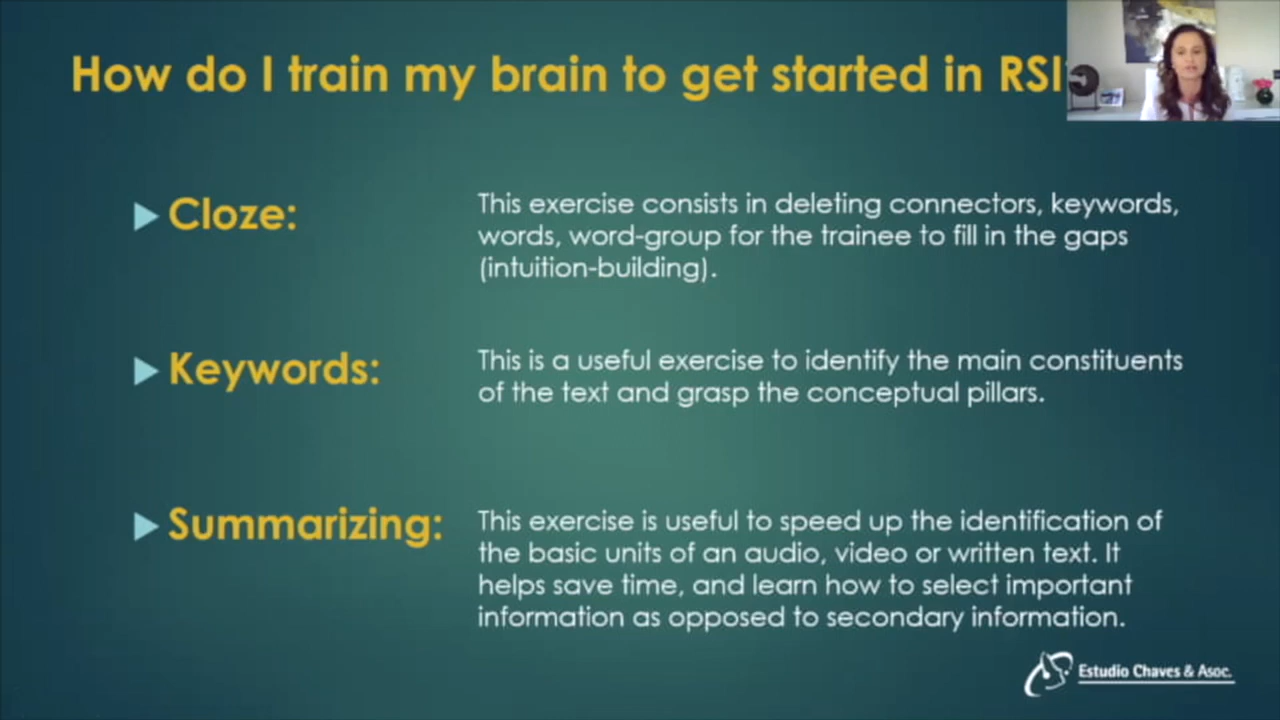 How do I train my brain to get started in RSI
Cloze:
This exercise consists in deleting connectors, keywords,
words, word-group for the trainee to fill in the gaps
(intuition-building).
Keywords:
This is a useful exercise to identify the main constituents
of the text and grasp the conceptual pillars.
Summarizing:
This exercise is useful to speed up the identification of
the basic units of an audio, video or written text. It
helps save time, and learn how to select important
information as opposed to secondary information.
Estudio Chaves & Asoc.